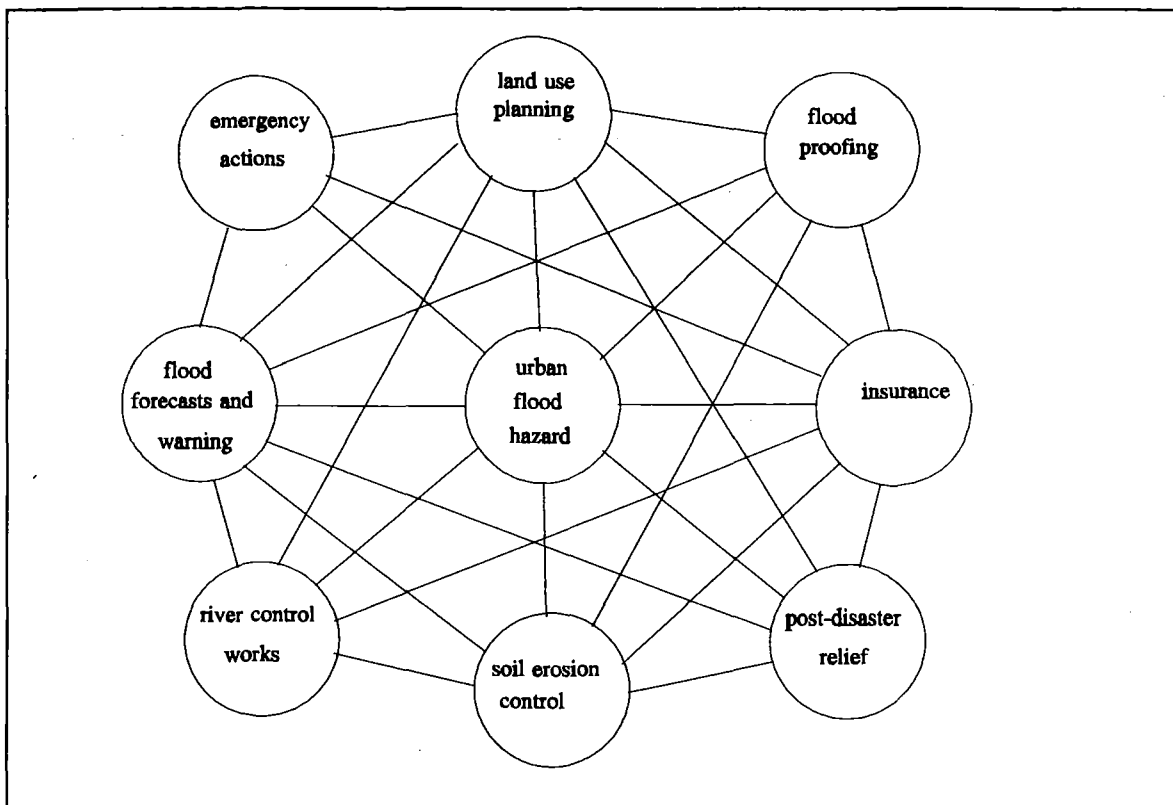 land use
planning
emergency
actions
flood
proofing
flood
forecasts and
warning
urban
flood
hazard
insurance
river control
works
soil erosion
control
post-disaster
relief